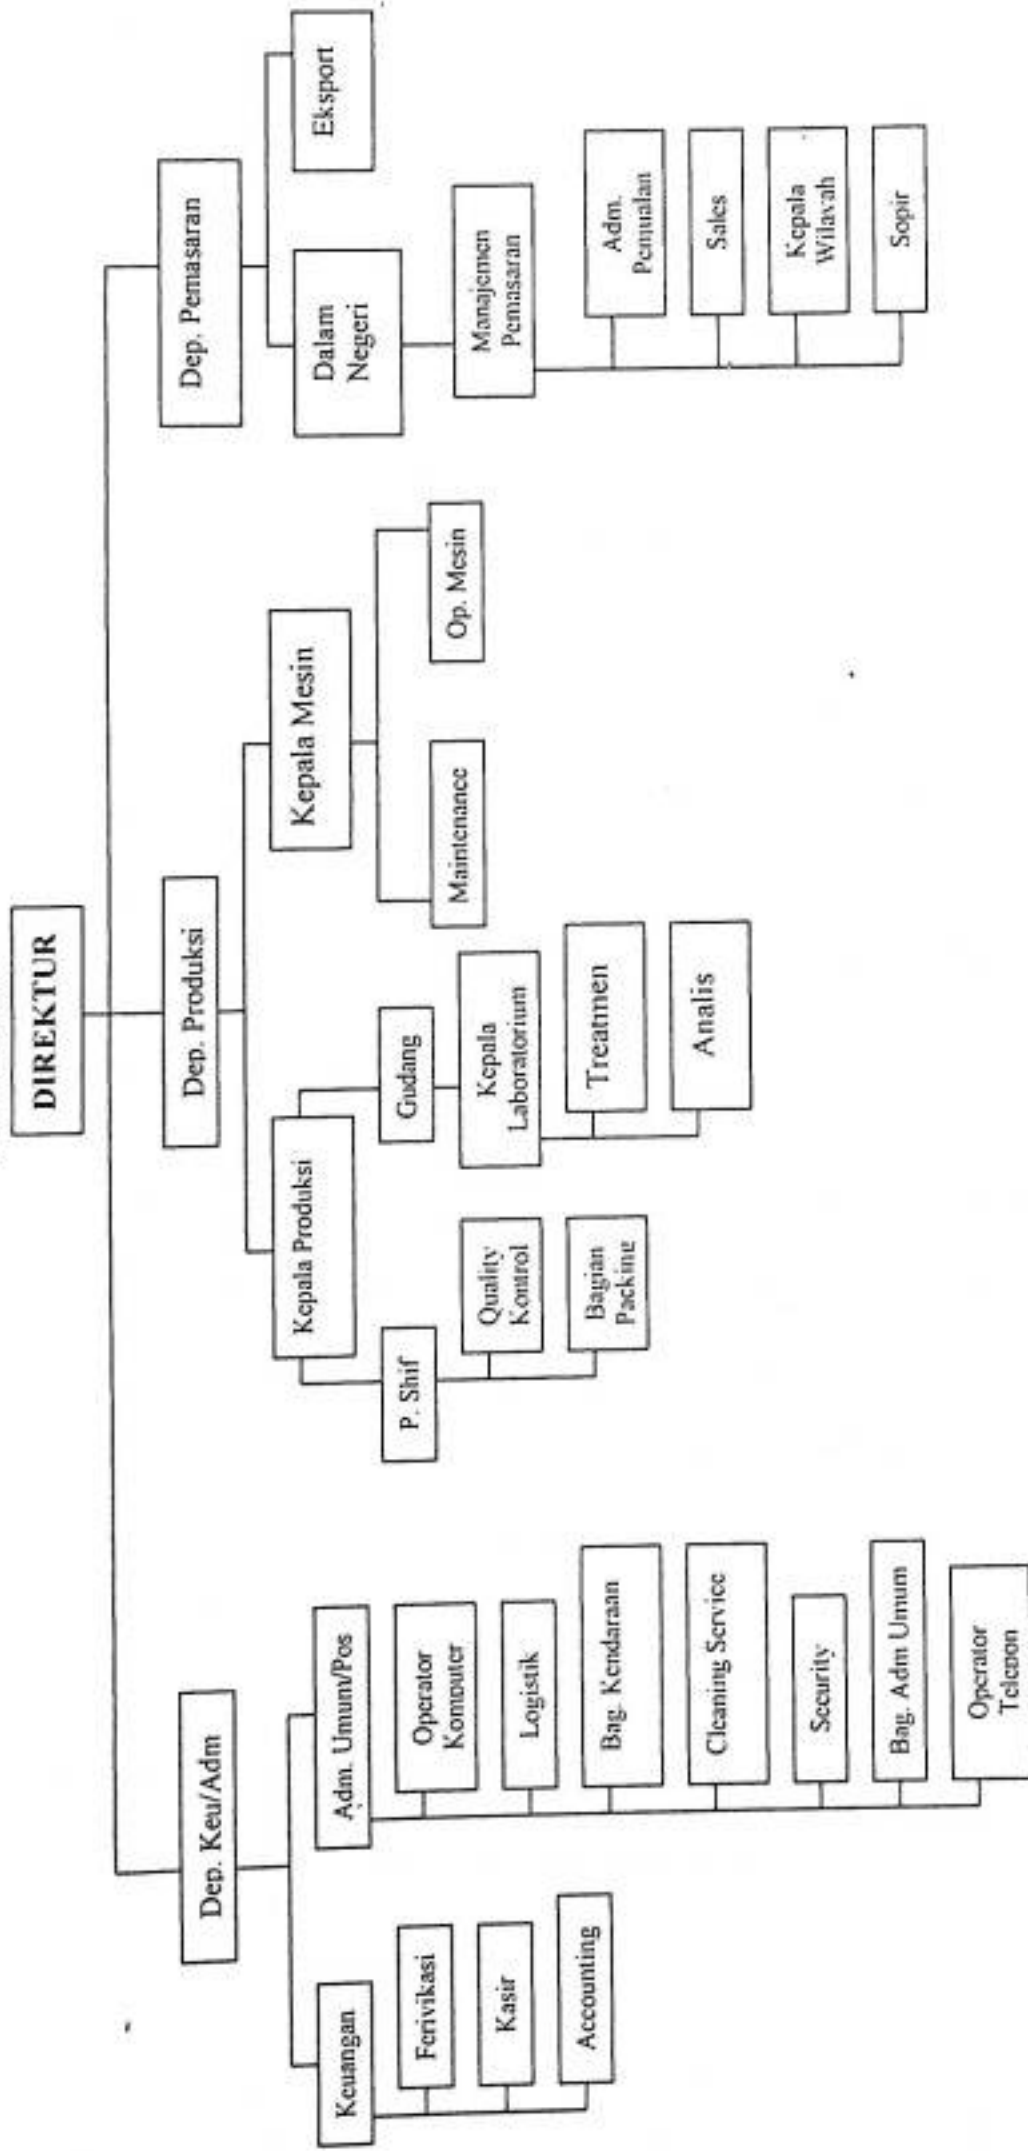 DIREKTUR
Dep. Keu/Adm
Dep. Produksi
Dep. Pemasaran
Keuangan
Adm. Umum/Pos
Kepala Produksi
Kepala Mesin
Dalam
Negeri
Eksport
Ferivikasi
Kasir
Accounting
Operator
Komputer
Logistik
Bag. Kendaraan
Cleaning Service
Security
Bag. Adm Umum
Operator
Telepon
P. Shif
Quality
Kontrol
Bagian
Packing
Gudang
Kepala
Laboratorium
Treatmen
Analis
Maintenance
Op. Mesin
Manajemen
Pemasaran
Adm.
Penjualan
Sales
Kepala
Wilayah
Sopir